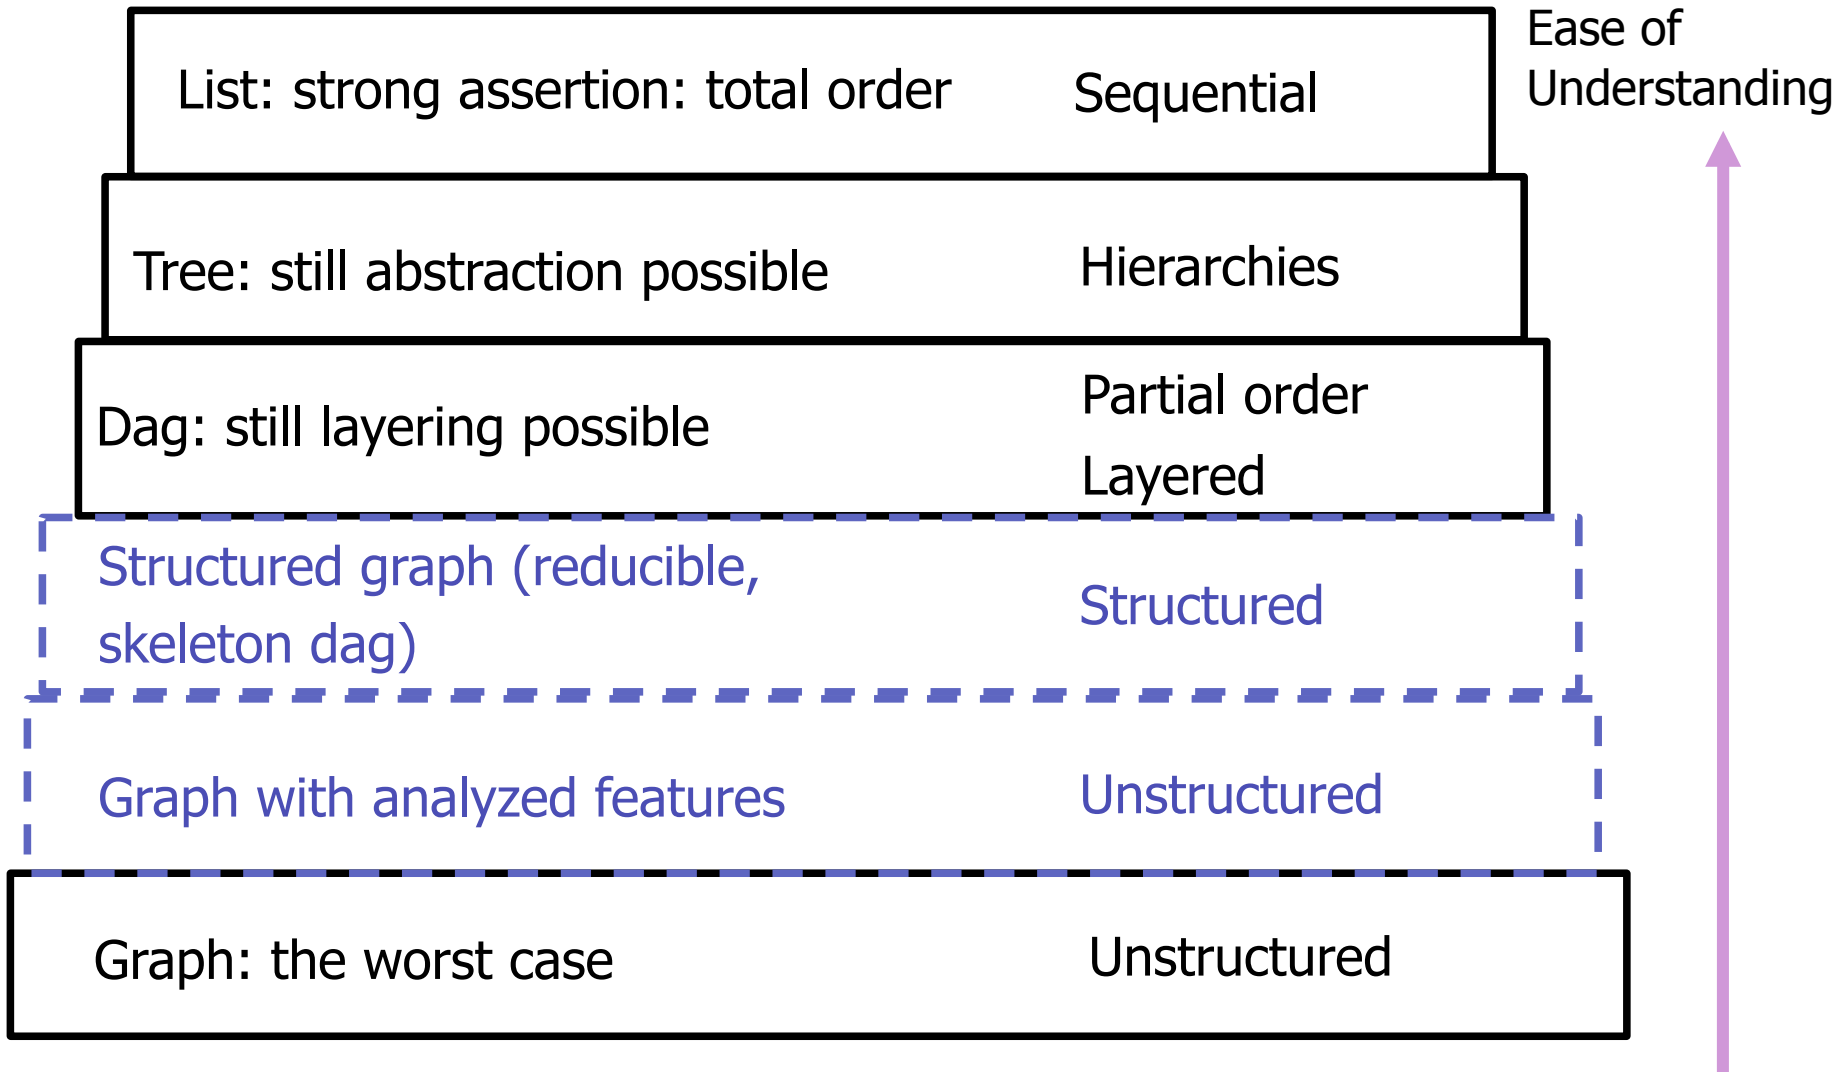 Ease of
Understanding
List: strong assertion: total order
Sequential
Tree: still abstraction possible
Hierarchies
Dag: still layering possible
Partial order
Layered
Structured graph (reducible,
skeleton dag)
Structured
Graph with analyzed features
Unstructured
Graph: the worst case
Unstructured